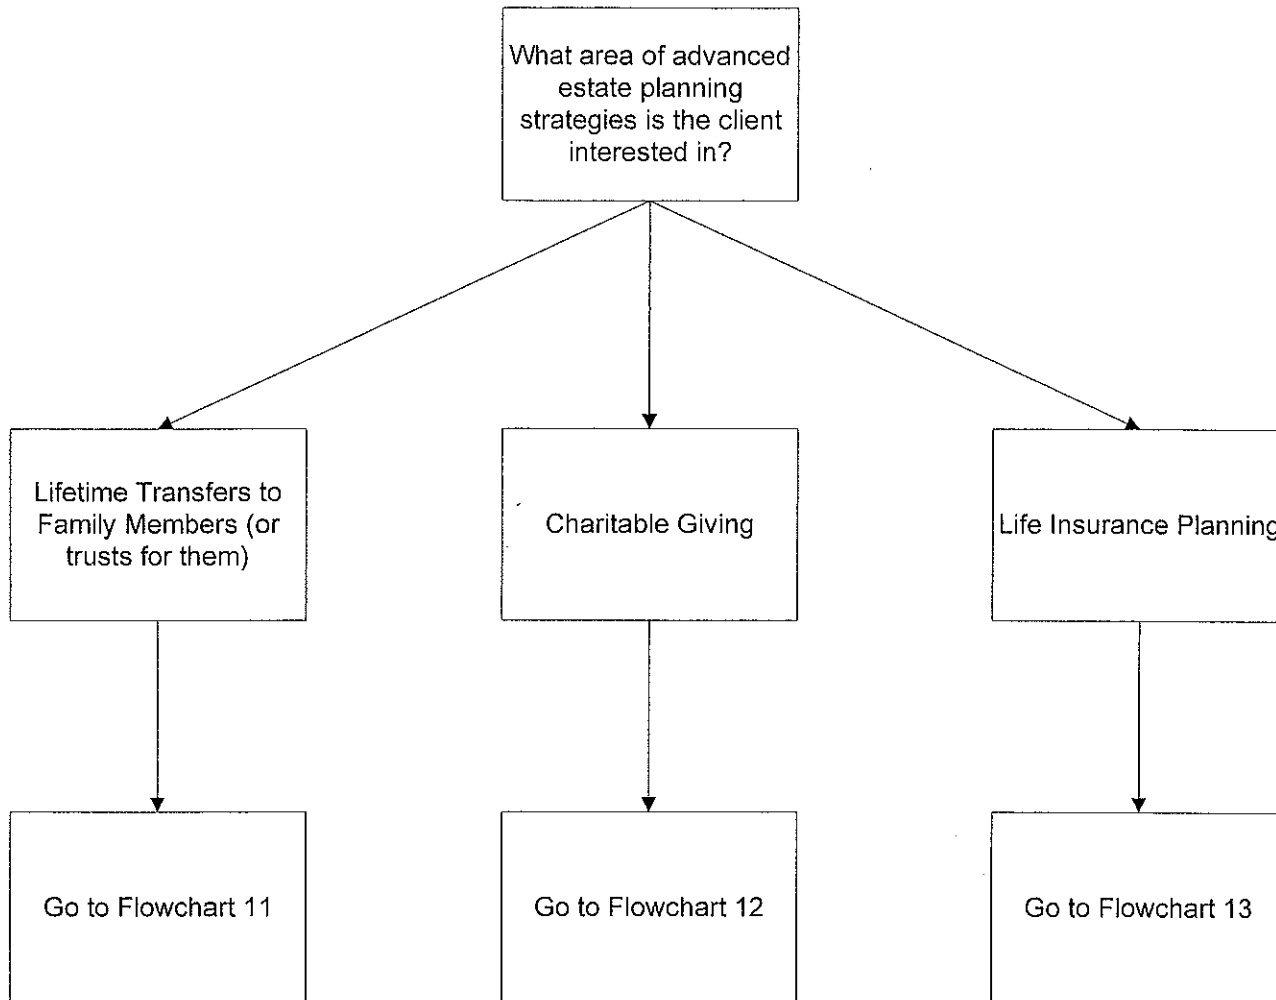 What area of advanced
estate planning
strategies is the client
interested in?
Lifetime Transfers to
Family Members (or
trusts for them)
Charitable Giving
Life Insurance Planning
Go to Flowchart 11
Go to Flowchart 12
Go to Flowchart 13